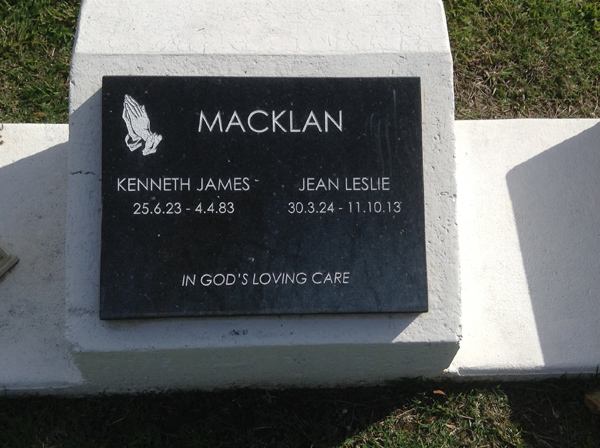 MACKLAN
KENNETH JAMES JEAN LESLIE
25.6.23 - 4.4.83 30.3.24 - 11.10.13
IN GOD'S LOVING CARE